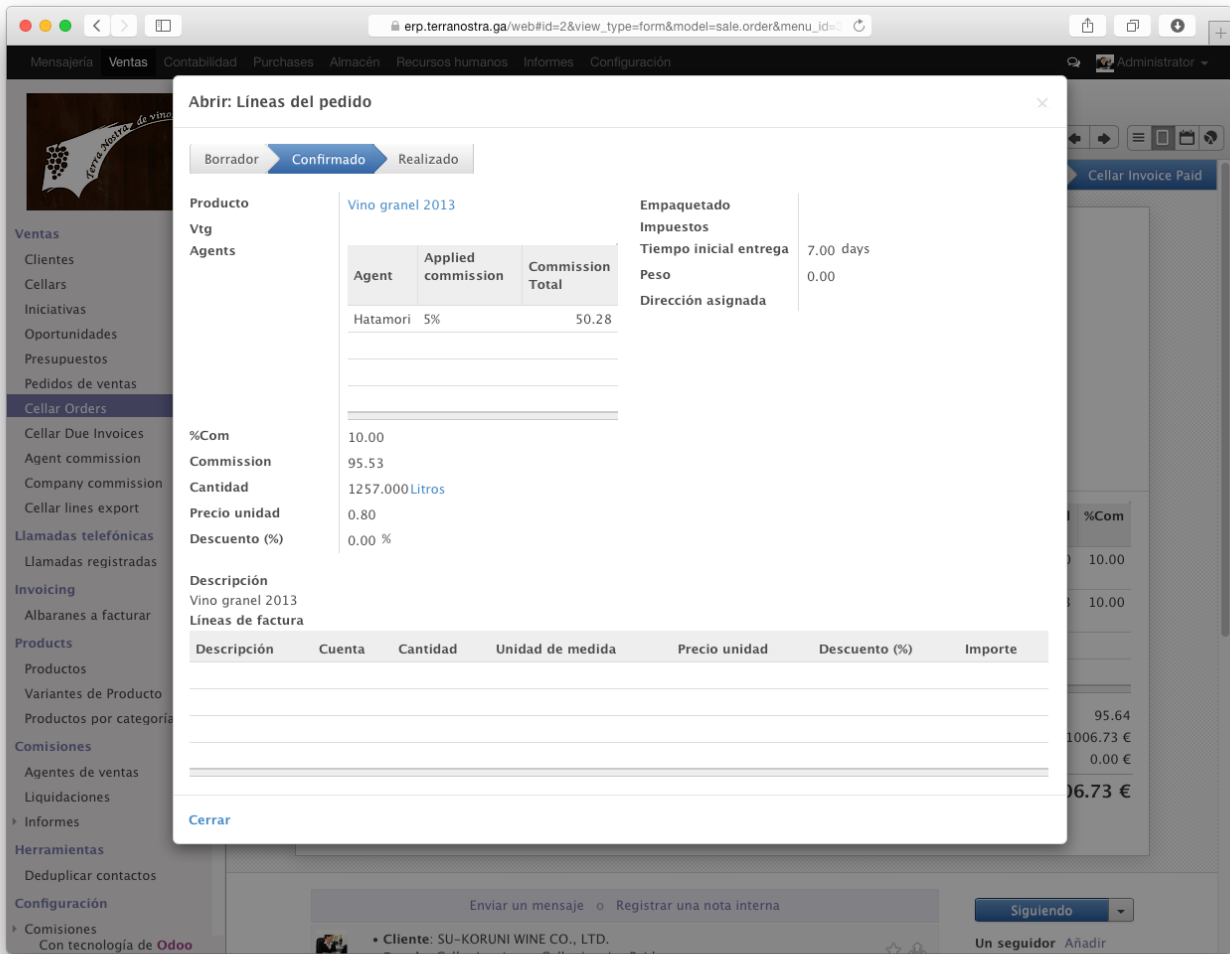 erp.terranostra.ga/web#id=2&view_type=form&model=sale.order&menu_id=
Mensajería Ventas Contabilidad Purchases Almacén Recursos humanos Informes Configuración Administrator
Terra Nostra de vino
Abrir: Líneas del pedido
×
Borrador Confirmado Realizado
Cellar Invoice Paid
Producto Vino granel 2013
Vtg
Agents
Agent Applied commission Commission Total
Hatamori 5% 50.28
%Com 10.00
Commission 95.53
Cantidad 1257.000 Litros
Precio unidad 0.80
Descuento (%) 0.00 %
Empaquetado
Impuestos
Tiempo inicial entrega 7.00 days
Peso 0.00
Dirección asignada
Descripción
Vino granel 2013
Líneas de factura
Descripción Cuenta Cantidad Unidad de medida Precio unidad Descuento (%) Importe
Cerrar
Ventas
Clientes
Cellars
Iniciativas
Oportunidades
Presupuestos
Pedidos de ventas
Cellar Orders
Cellar Due Invoices
Agent commission
Company commission
Cellar lines export
Llamadas telefónicas
Llamadas registradas
Invoicing
Albaranes a facturar
Products
Productos
Variantes de Producto
Productos por categoría
Comisiones
Agentes de ventas
Liquidaciones
Informes
Herramientas
Deduplicar contactos
Configuración
Comisiones
Con tecnología de Odoo
%Com
10.00
10.00
95.64
1006.73 €
0.00 €
06.73 €
Enviar un mensaje o Registrar una nota interna
• Cliente: SU-KORUNI WINE CO., LTD.
Siguiendo
Un seguidor Añadir